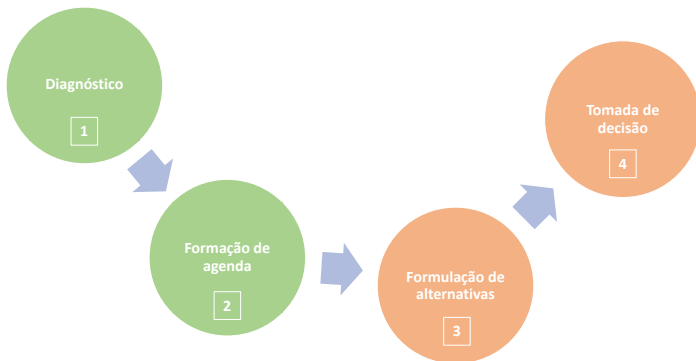 Diagnóstico
1
Formação de
agenda
2
Formulação de
alternativas
3
Tomada de
decisão
4